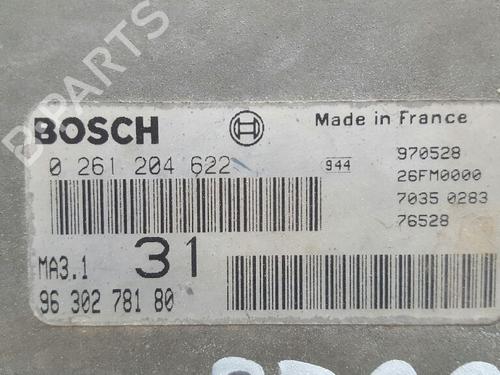 B-PARTS
BOSCH
Made in France
0 261 204 622
944
970528
26FM0000
7035 0283
76528
MA3.1
31
96 302 781 80